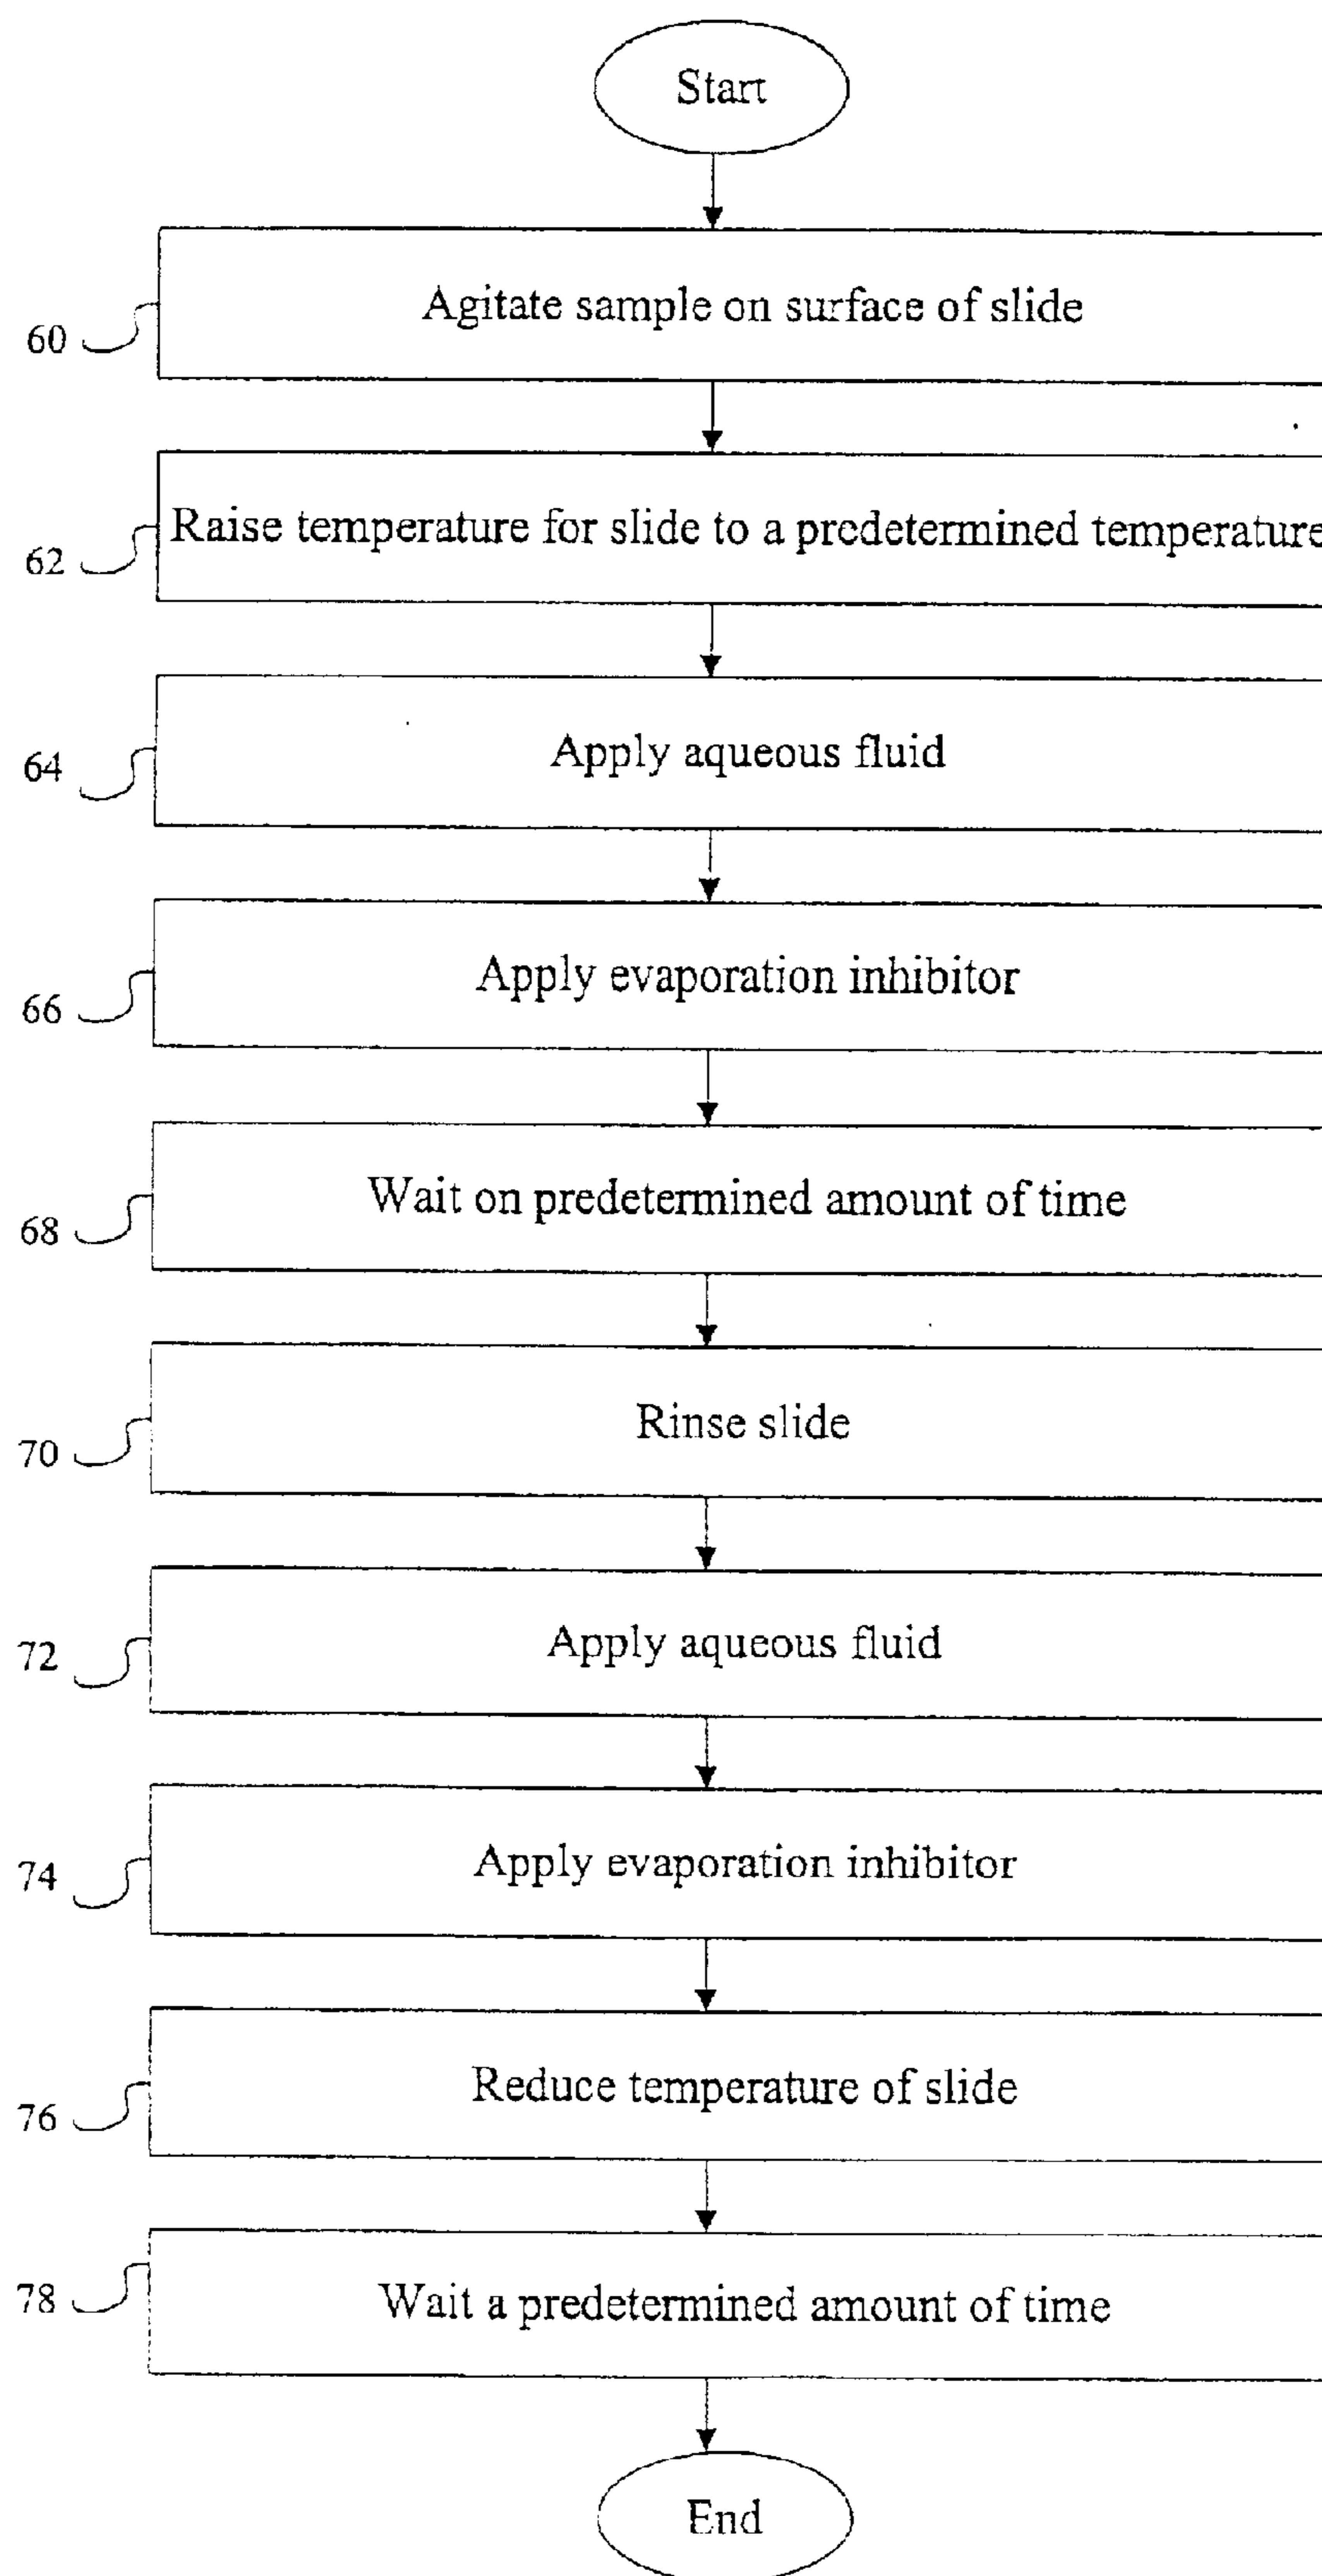 Start
Agitate sample on surface of slide
60
Raise temperature for slide to a predetermined temperature
62
Apply aqueous fluid
64
Apply evaporation inhibitor
66
Wait on predetermined amount of time
68
Rinse slide
70
Apply aqueous fluid
72
Apply evaporation inhibitor
74
Reduce temperature of slide
76
Wait a predetermined amount of time
78
End